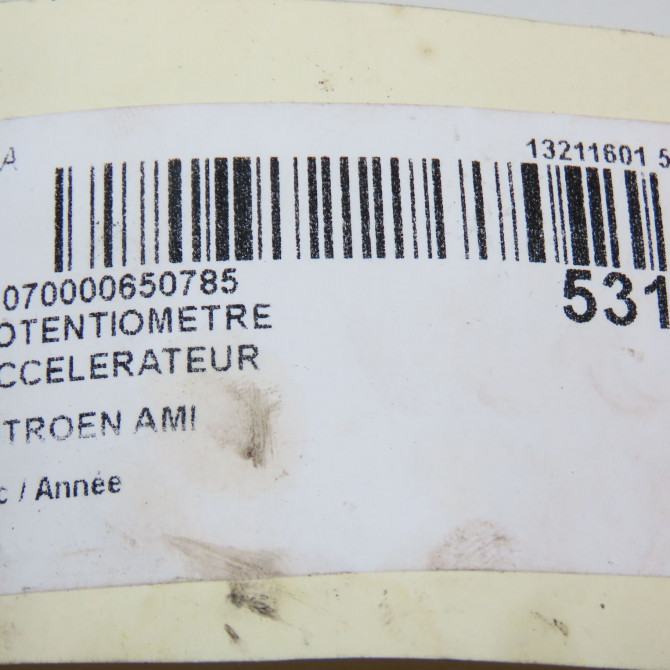 A 13211601 5
070000650785 531
OTENTIOMETRE
CCELERATEUR
TROEN AMI
c / Année